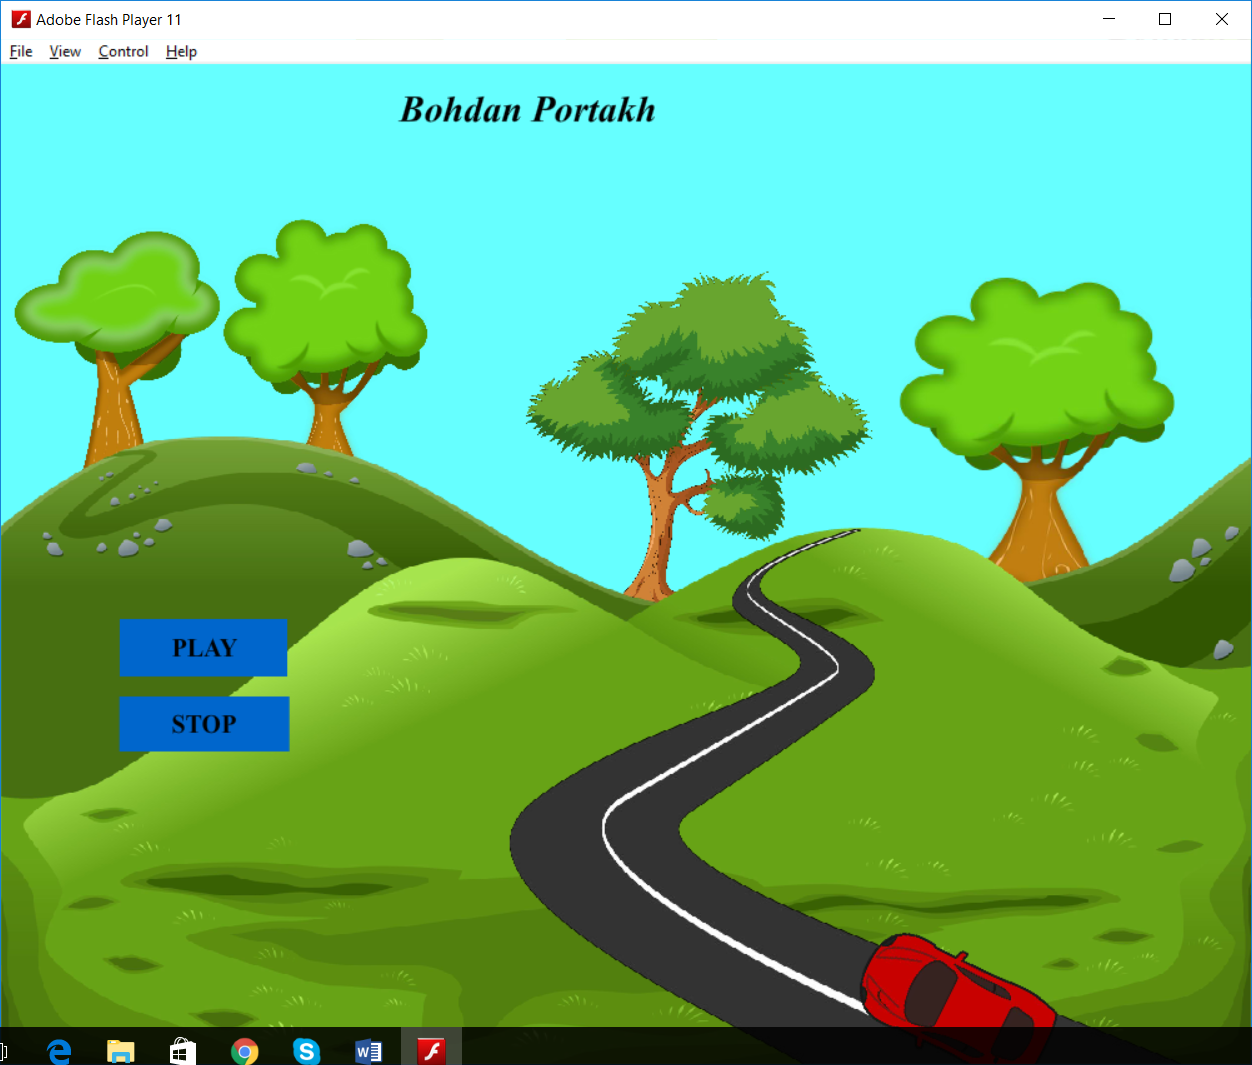 Adobe Flash Player 11
File View Control Help
Bohdan Portakh
PLAY
STOP